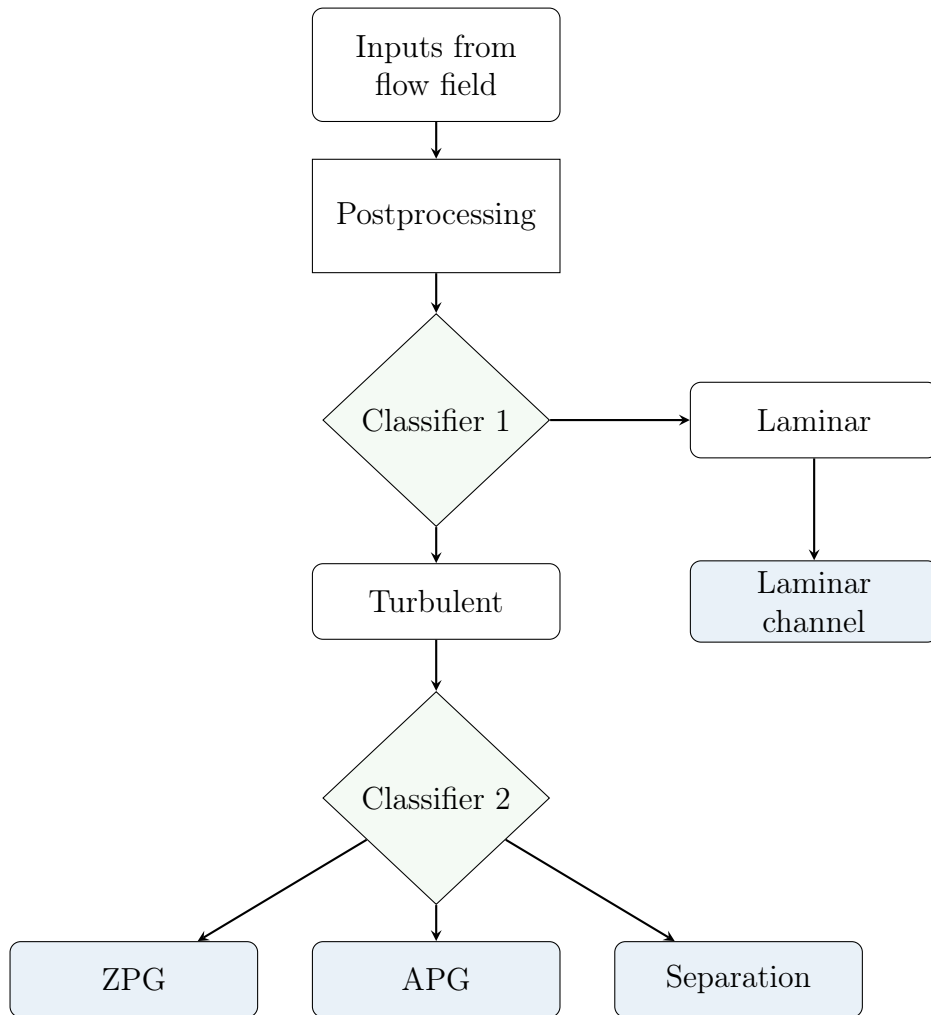 Inputs from
flow field
Postprocessing
Classifier 1
Laminar
Turbulent
Laminar
channel
Classifier 2
ZPG
APG
Separation